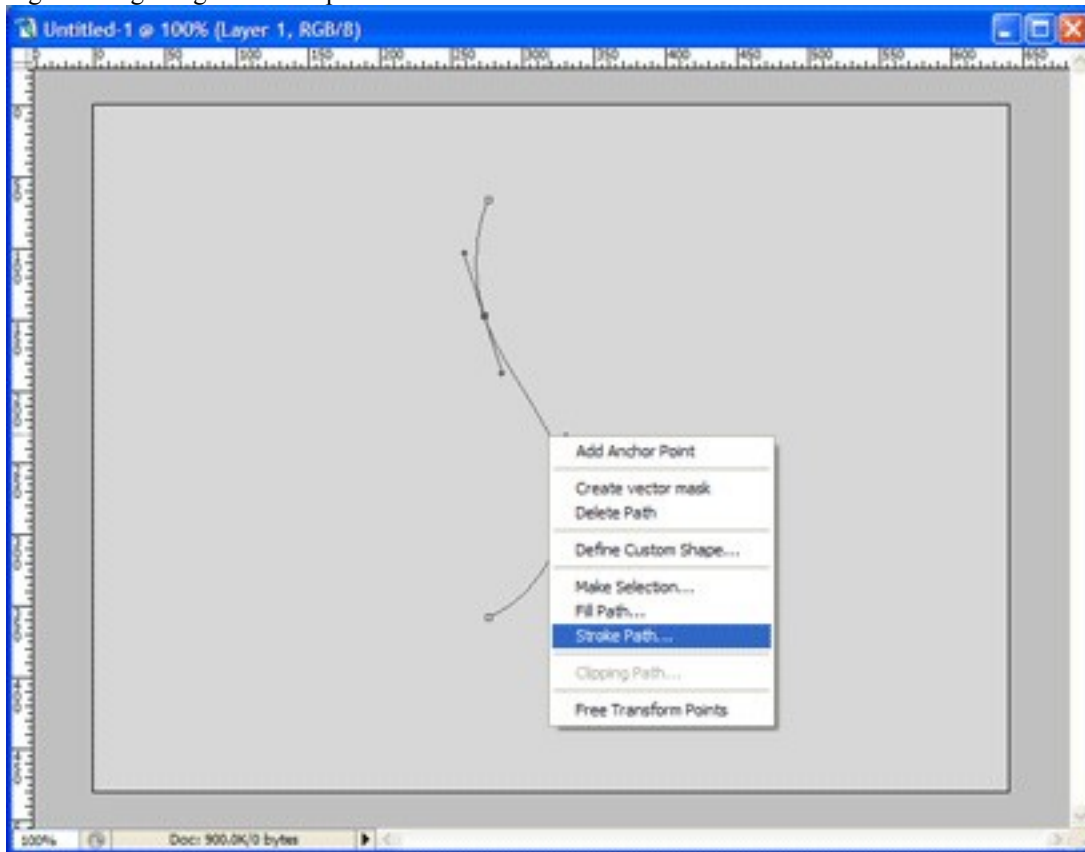 Untitled-1 @ 100% (Layer 1, RGB/8)
Add Anchor Point
Create vector mask
Delete Path
Define Custom Shape...
Make Selection...
Fill Path...
Stroke Path...
Clipping Path...
Free Transform Points
100%
Doc: 900.0K/0 bytes